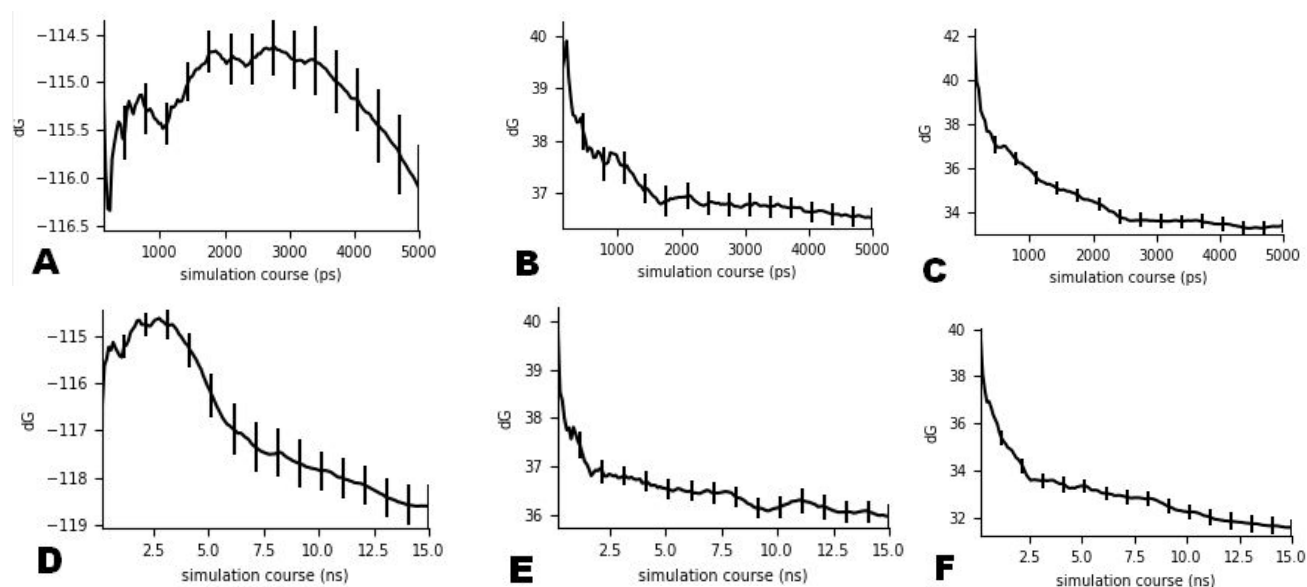 −114.5
−115.0
−115.5
−116.0
−116.5
dG
1000 2000 3000 4000 5000
simulation course (ps)
A
40
39
38
37
dG
1000 2000 3000 4000 5000
simulation course (ps)
B
42
40
38
36
34
dG
1000 2000 3000 4000 5000
simulation course (ps)
C
−115
−116
−117
−118
−119
dG
2.5 5.0 7.5 10.0 12.5 15.0
simulation course (ns)
D
40
39
38
37
36
dG
2.5 5.0 7.5 10.0 12.5 15.0
simulation course (ns)
E
40
38
36
34
32
dG
2.5 5.0 7.5 10.0 12.5 15.0
simulation course (ns)
F